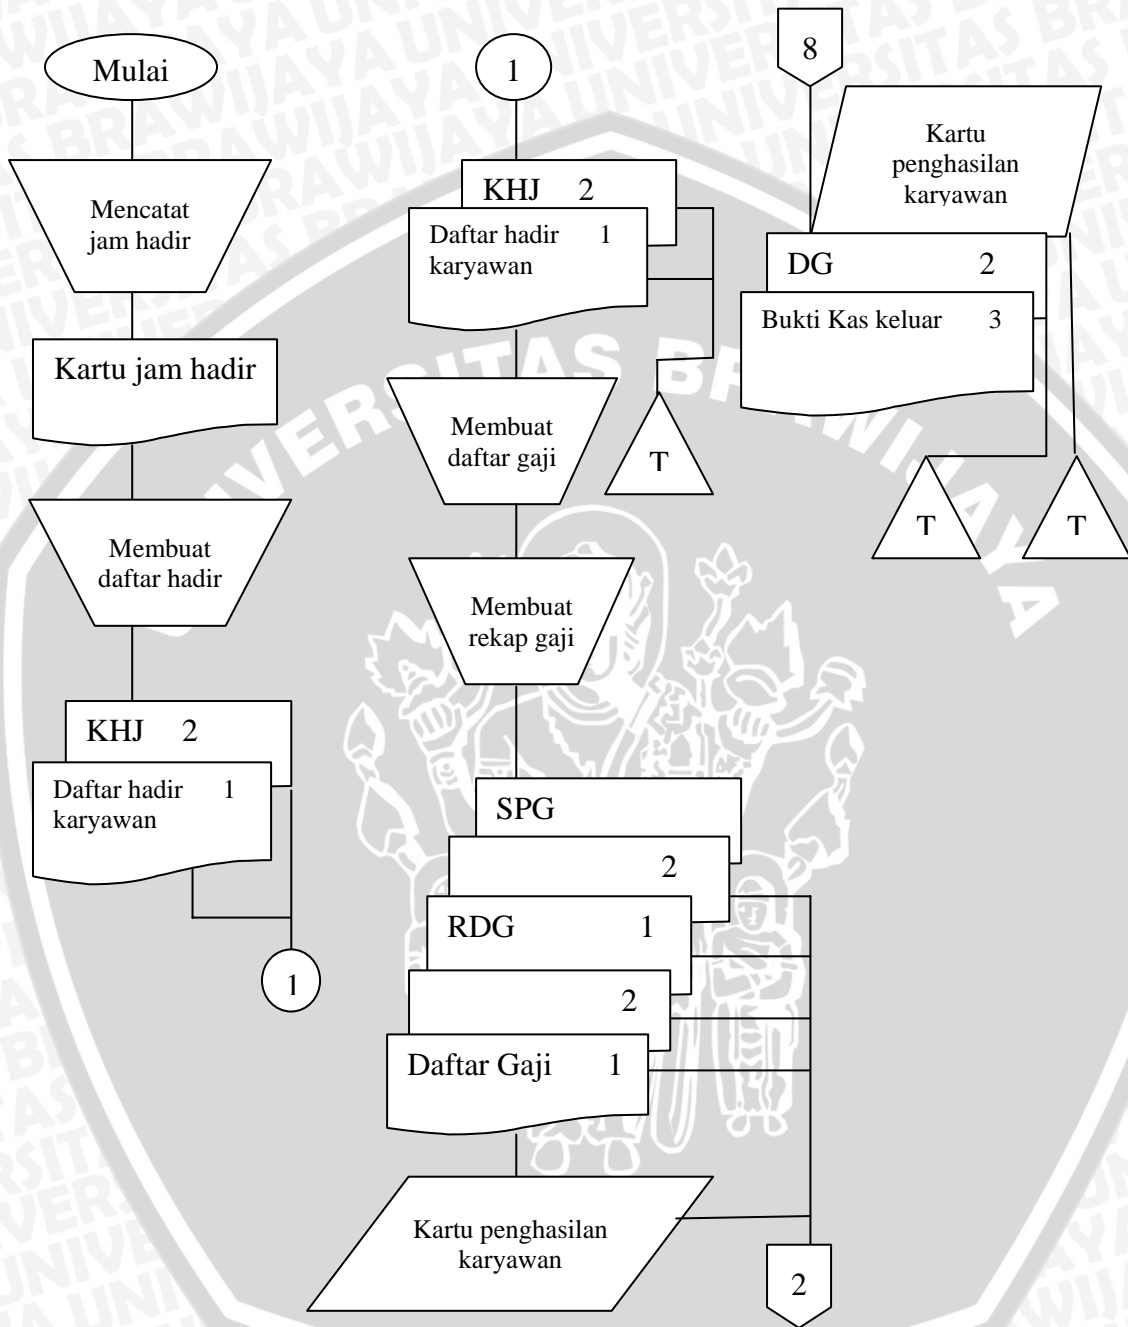 Mulai
Mencatat
jam hadir
Kartu jam hadir
Membuat
daftar hadir
KHJ 2
Daftar hadir 1
karyawan
1
1
KHJ 2
Daftar hadir 1
karyawan
Membuat
daftar gaji
T
Membuat
rekap gaji
SPG
2
RDG 1
2
Daftar Gaji 1
Kartu penghasilan
karyawan
2
8
Kartu
penghasilan
karyawan
DG 2
Bukti Kas keluar 3
T
T
UNIVERSITAS BRAWIJAYA